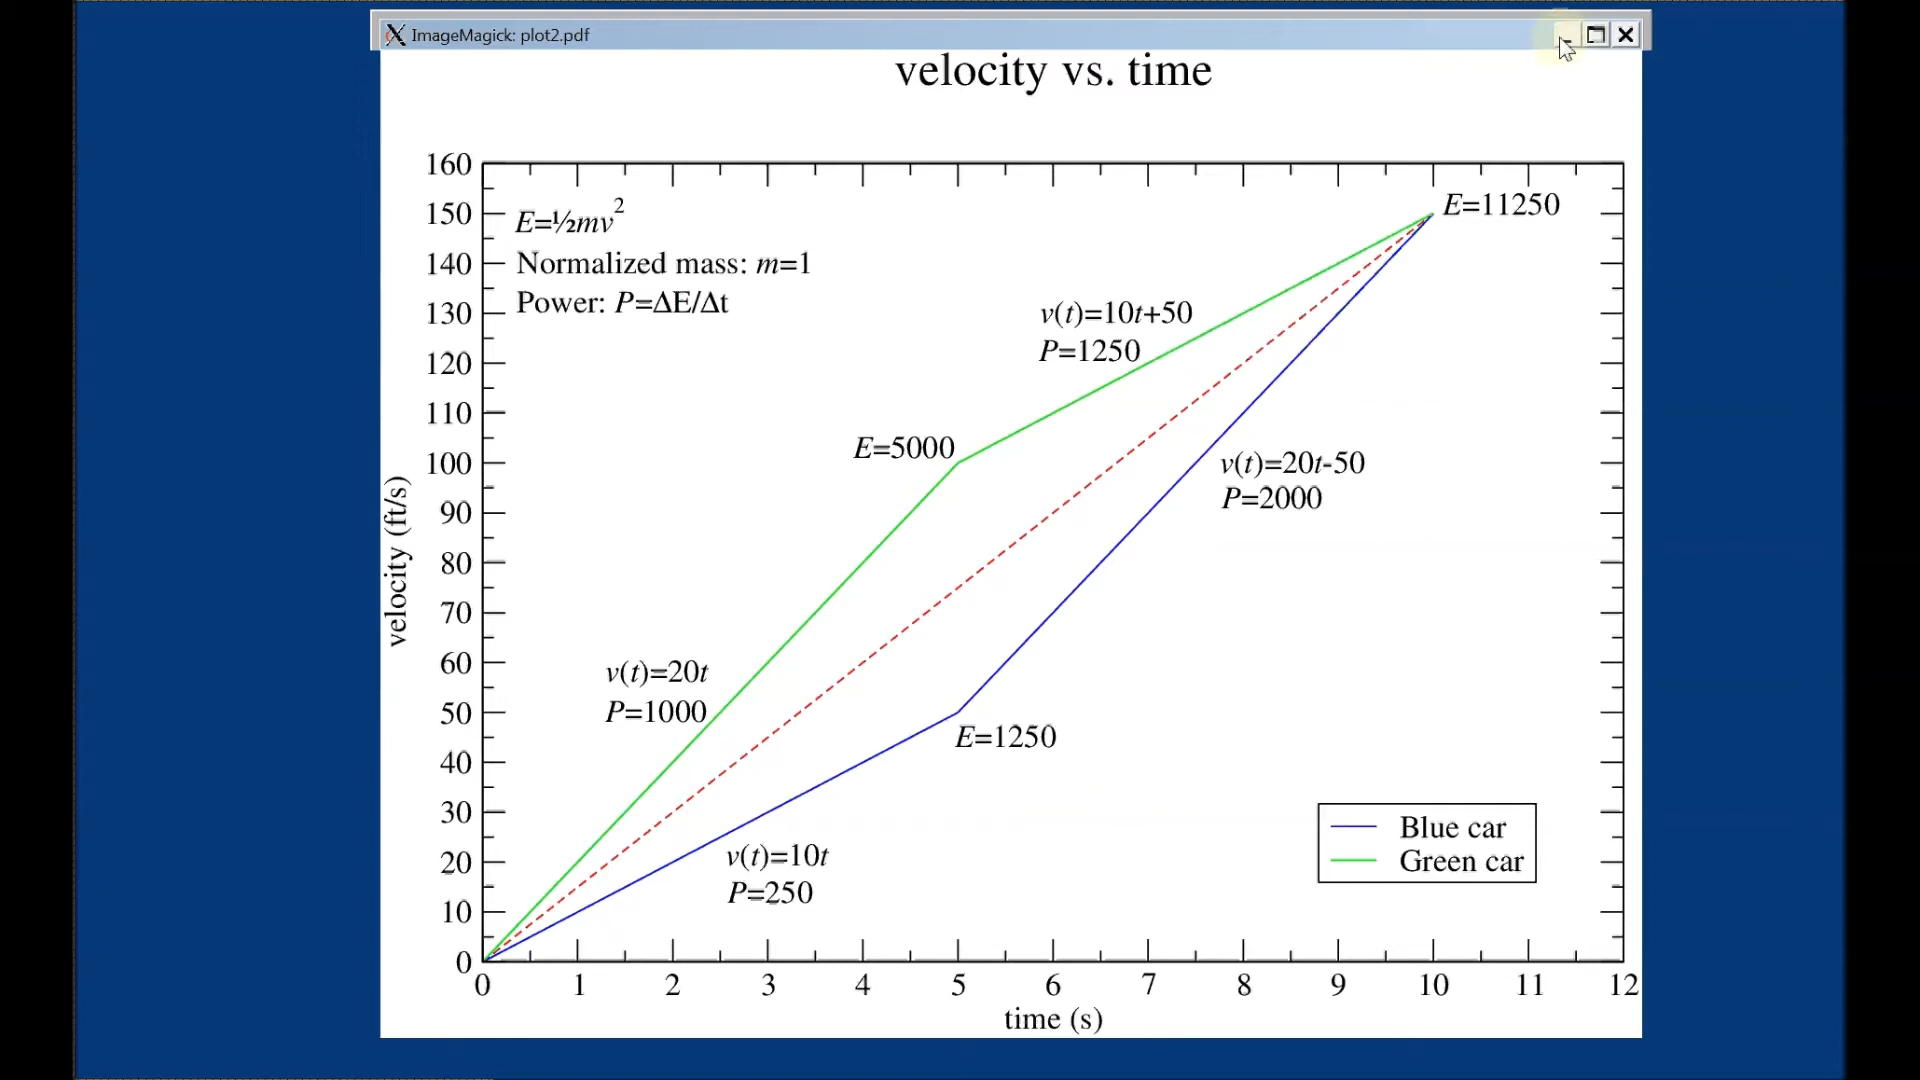 ImageMagick: plot2.pdf
velocity vs. time
160
150
140
130
120
110
100
90
80
70
60
50
40
30
20
10
0
velocity (ft/s)
E=½mv²
Normalized mass: m=1
Power: P=ΔE/Δt
E=11250
v(t)=10t+50
P=1250
E=5000
v(t)=20t-50
P=2000
v(t)=20t
P=1000
E=1250
v(t)=10t
P=250
Blue car
Green car
0 1 2 3 4 5 6 7 8 9 10 11 12
time (s)